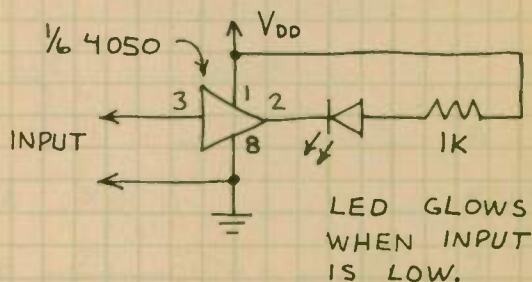 VDD
1/6 4050
3
1
2
8
INPUT
1K
LED GLOWS
WHEN INPUT
IS LOW.